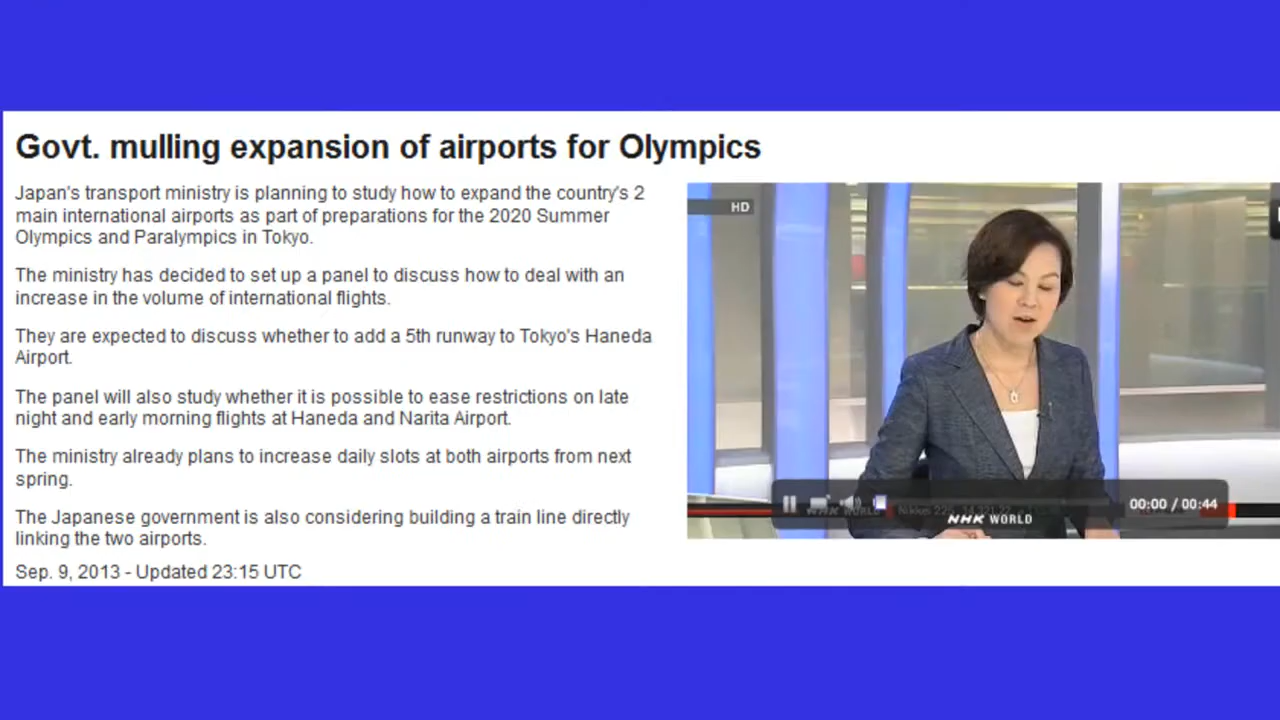 Govt. mulling expansion of airports for Olympics
Japan's transport ministry is planning to study how to expand the country's 2
main international airports as part of preparations for the 2020 Summer
Olympics and Paralympics in Tokyo.
The ministry has decided to set up a panel to discuss how to deal with an
increase in the volume of international flights.
They are expected to discuss whether to add a 5th runway to Tokyo's Haneda
Airport.
The panel will also study whether it is possible to ease restrictions on late
night and early morning flights at Haneda and Narita Airport.
The ministry already plans to increase daily slots at both airports from next
spring.
The Japanese government is also considering building a train line directly
linking the two airports.
Sep. 9, 2013 - Updated 23:15 UTC
HD
00:00 / 00:44
NHK WORLD
NHK WORLD